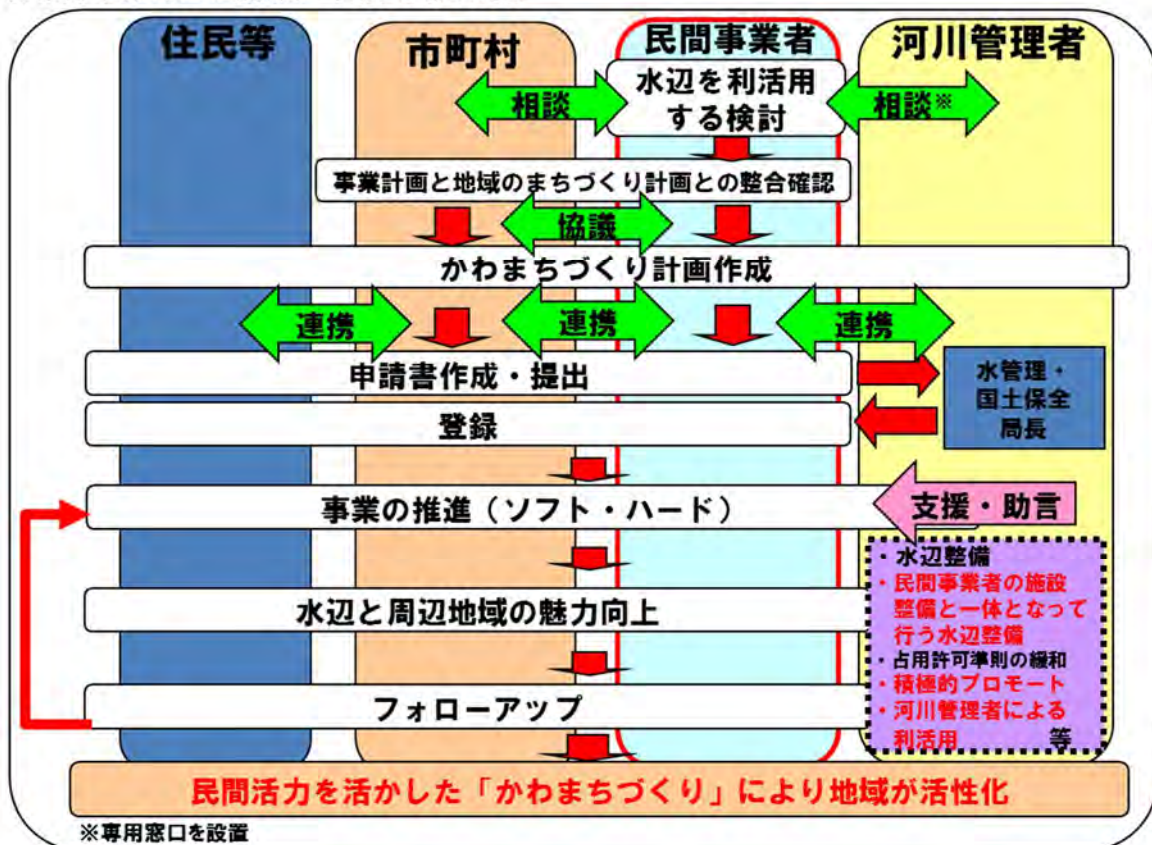 住民等
市町村
民間事業者
河川管理者
相談
水辺を利活用
する検討
相談※
事業計画と地域のまちづくり計画との整合確認
協議
かわまちづくり計画作成
連携
連携
連携
申請書作成・提出
水管理・
国土保全
局長
登録
事業の推進(ソフト・ハード)
支援・助言
・水辺整備
・民間事業者の施設
整備と一体となって
行う水辺整備
・占用許可準則の緩和
・積極的プロモート
・河川管理者による
利活用 等
水辺と周辺地域の魅力向上
フォローアップ
民間活力を活かした「かわまちづくり」により地域が活性化
※専用窓口を設置